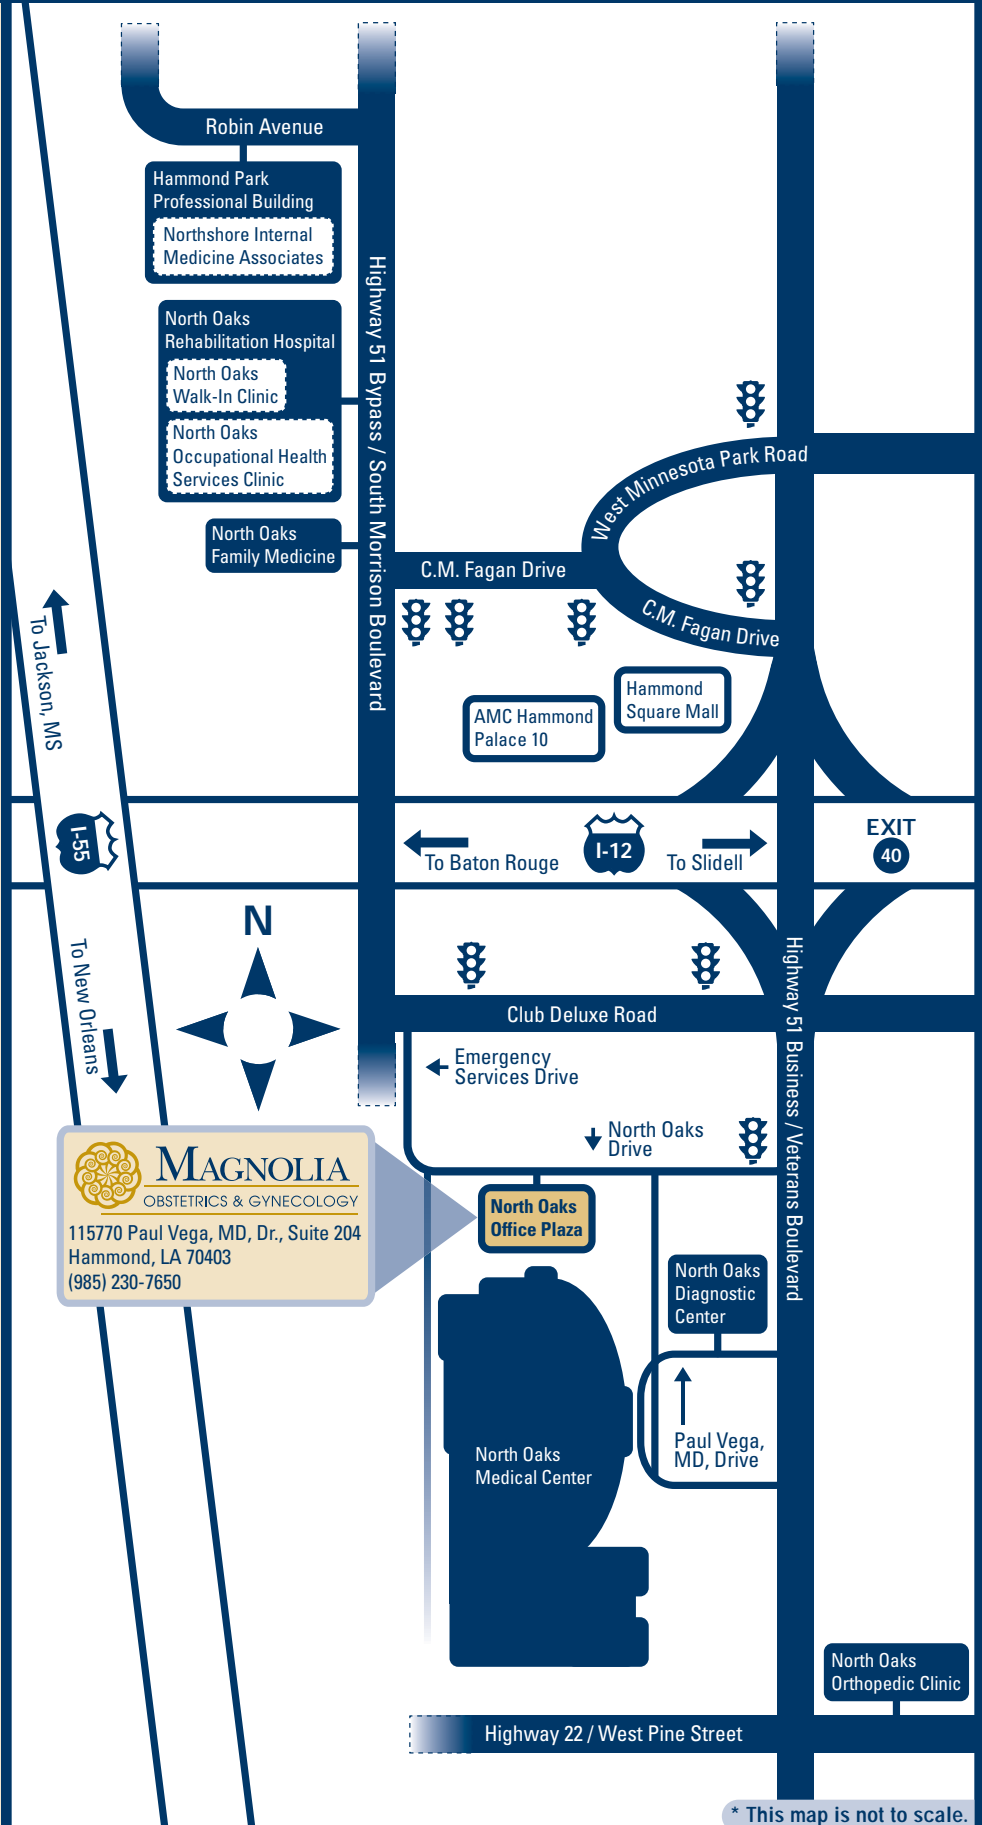 Robin Avenue
Hammond Park
Professional Building
Northshore Internal
Medicine Associates
North Oaks
Rehabilitation Hospital
North Oaks
Walk-In Clinic
North Oaks
Occupational Health
Services Clinic
North Oaks
Family Medicine
Highway 51 Bypass / South Morrison Boulevard
West Minnesota Park Road
C.M. Fagan Drive
C.M. Fagan Drive
To Jackson, MS
Hammond
Square Mall
AMC Hammond
Palace 10
I-55
To Baton Rouge
I-12
To Slidell
EXIT
40
N
To New Orleans
Highway 51 Business / Veterans Boulevard
Club Deluxe Road
Emergency
Services Drive
North Oaks
Drive
MAGNOLIA
OBSTETRICS & GYNECOLOGY
115770 Paul Vega, MD, Dr., Suite 204
Hammond, LA 70403
(985) 230-7650
North Oaks
Office Plaza
North Oaks
Diagnostic
Center
Paul Vega,
MD, Drive
North Oaks
Medical Center
North Oaks
Orthopedic Clinic
Highway 22 / West Pine Street
* This map is not to scale.